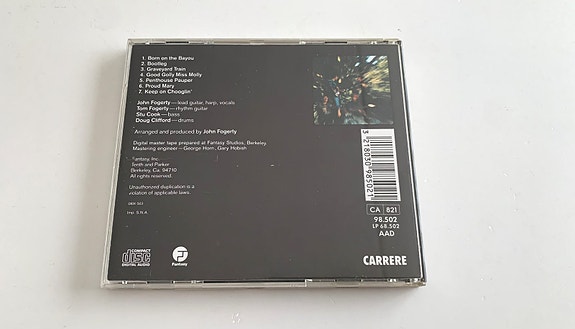 1. Born on the Bayou
2. Bootleg
3. Graveyard Train
4. Good Golly Miss Molly
5. Penthouse Pauper
6. Proud Mary
7. Keep on Chooglin'
John Fogerty—lead guitar, harp, vocals
Tom Fogerty—rhythm guitar
Stu Cook—bass
Doug Clifford—drums
Arranged and produced by John Fogerty
Digital master tape prepared at Fantasy Studios, Berkeley
Mastering engineer—George Horn, Gary Hobish
Fantasy, Inc.
Tenth and Parker
Berkeley, Ca. 94710
All rights reserved.
Unauthorized duplication is a
violation of applicable laws.
3 218030 985021
CA 821
98.502
LP 68.502
AAD
COMPACT
disc
DIGITAL AUDIO
Fantasy
CARRERE